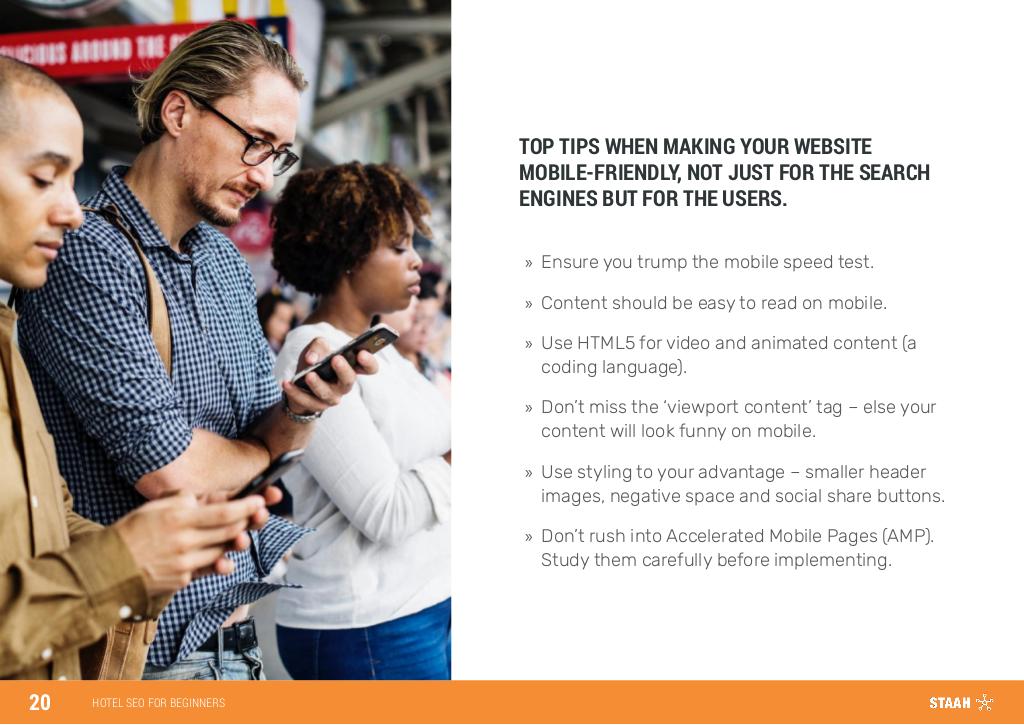 LICIOUS AROUND THE
TOP TIPS WHEN MAKING YOUR WEBSITE
MOBILE-FRIENDLY, NOT JUST FOR THE SEARCH
ENGINES BUT FOR THE USERS.
» Ensure you trump the mobile speed test.
» Content should be easy to read on mobile.
» Use HTML5 for video and animated content (a
coding language).
» Don’t miss the ‘viewport content’ tag – else your
content will look funny on mobile.
» Use styling to your advantage – smaller header
images, negative space and social share buttons.
» Don’t rush into Accelerated Mobile Pages (AMP).
Study them carefully before implementing.
20 HOTEL SEO FOR BEGINNERS
STAAH